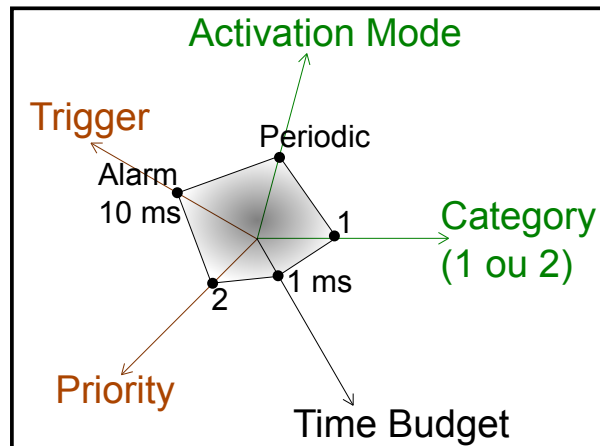 Activation Mode
Trigger
Periodic
Alarm
10 ms
1
Category
(1 ou 2)
1 ms
2
Priority
Time Budget